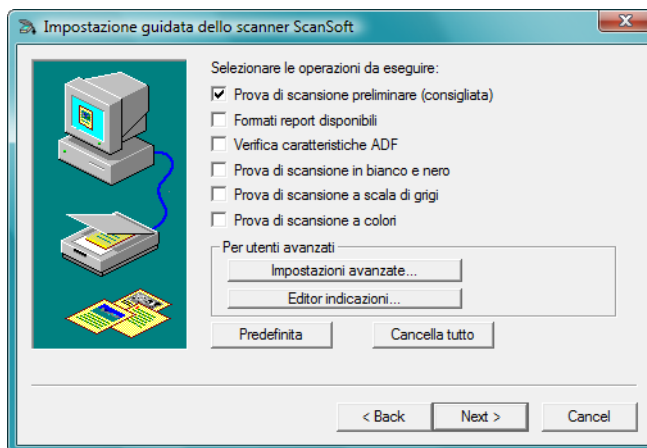 Impostazione guidata dello scanner ScanSoft
Selezionare le operazioni da eseguire:
Prova di scansione preliminare (consigliata)
Formati report disponibili
Verifica caratteristiche ADF
Prova di scansione in bianco e nero
Prova di scansione a scala di grigi
Prova di scansione a colori
Per utenti avanzati
Impostazioni avanzate...
Editor indicazioni...
Predefinita
Cancella tutto
< Back
Next >
Cancel